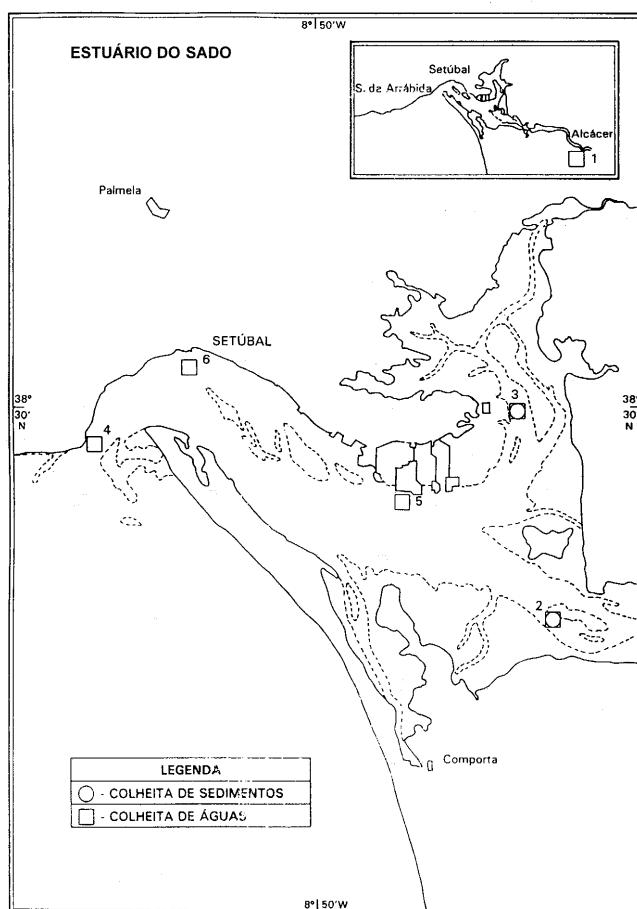 8° 50'W
ESTUÁRIO DO SADO
Setúbal
S. da Arrábida
Alcácer
1
Palmela
SETÚBAL
6
38°
30'
N
38°
30'
N
3
4
5
2
Comporta
LEGENDA
- COLHEITA DE SEDIMENTOS
- COLHEITA DE ÁGUAS
8° 50'W